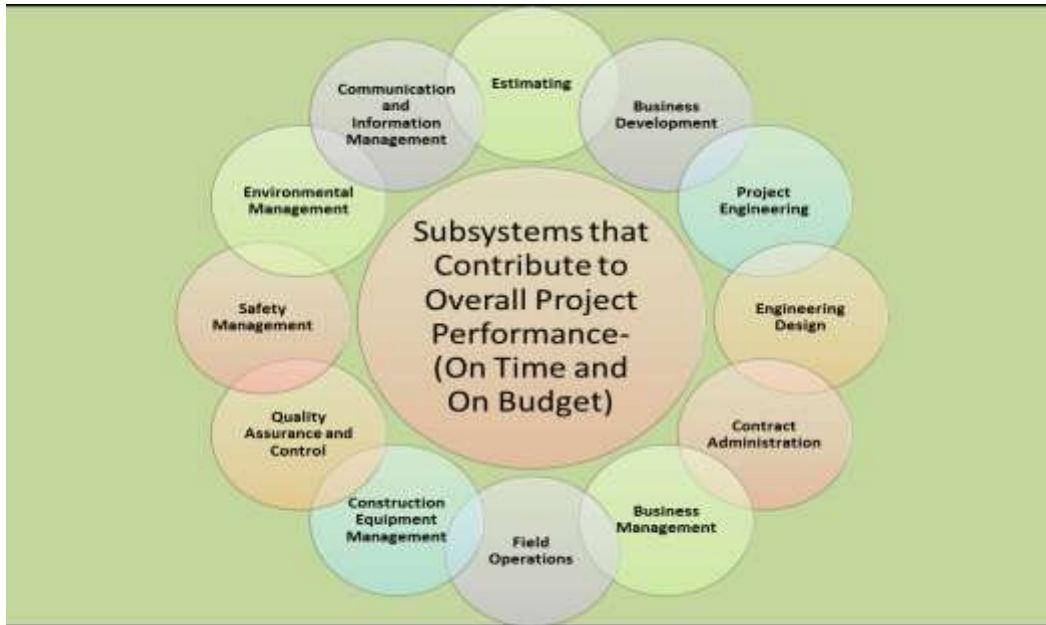 Estimating
Business
Development
Project
Engineering
Engineering
Design
Contract
Administration
Business
Management
Field
Operations
Construction
Equipment
Management
Quality
Assurance and
Control
Safety
Management
Environmental
Management
Communication
and
Information
Management
Subsystems that
Contribute to
Overall Project
Performance-
(On Time and
On Budget)